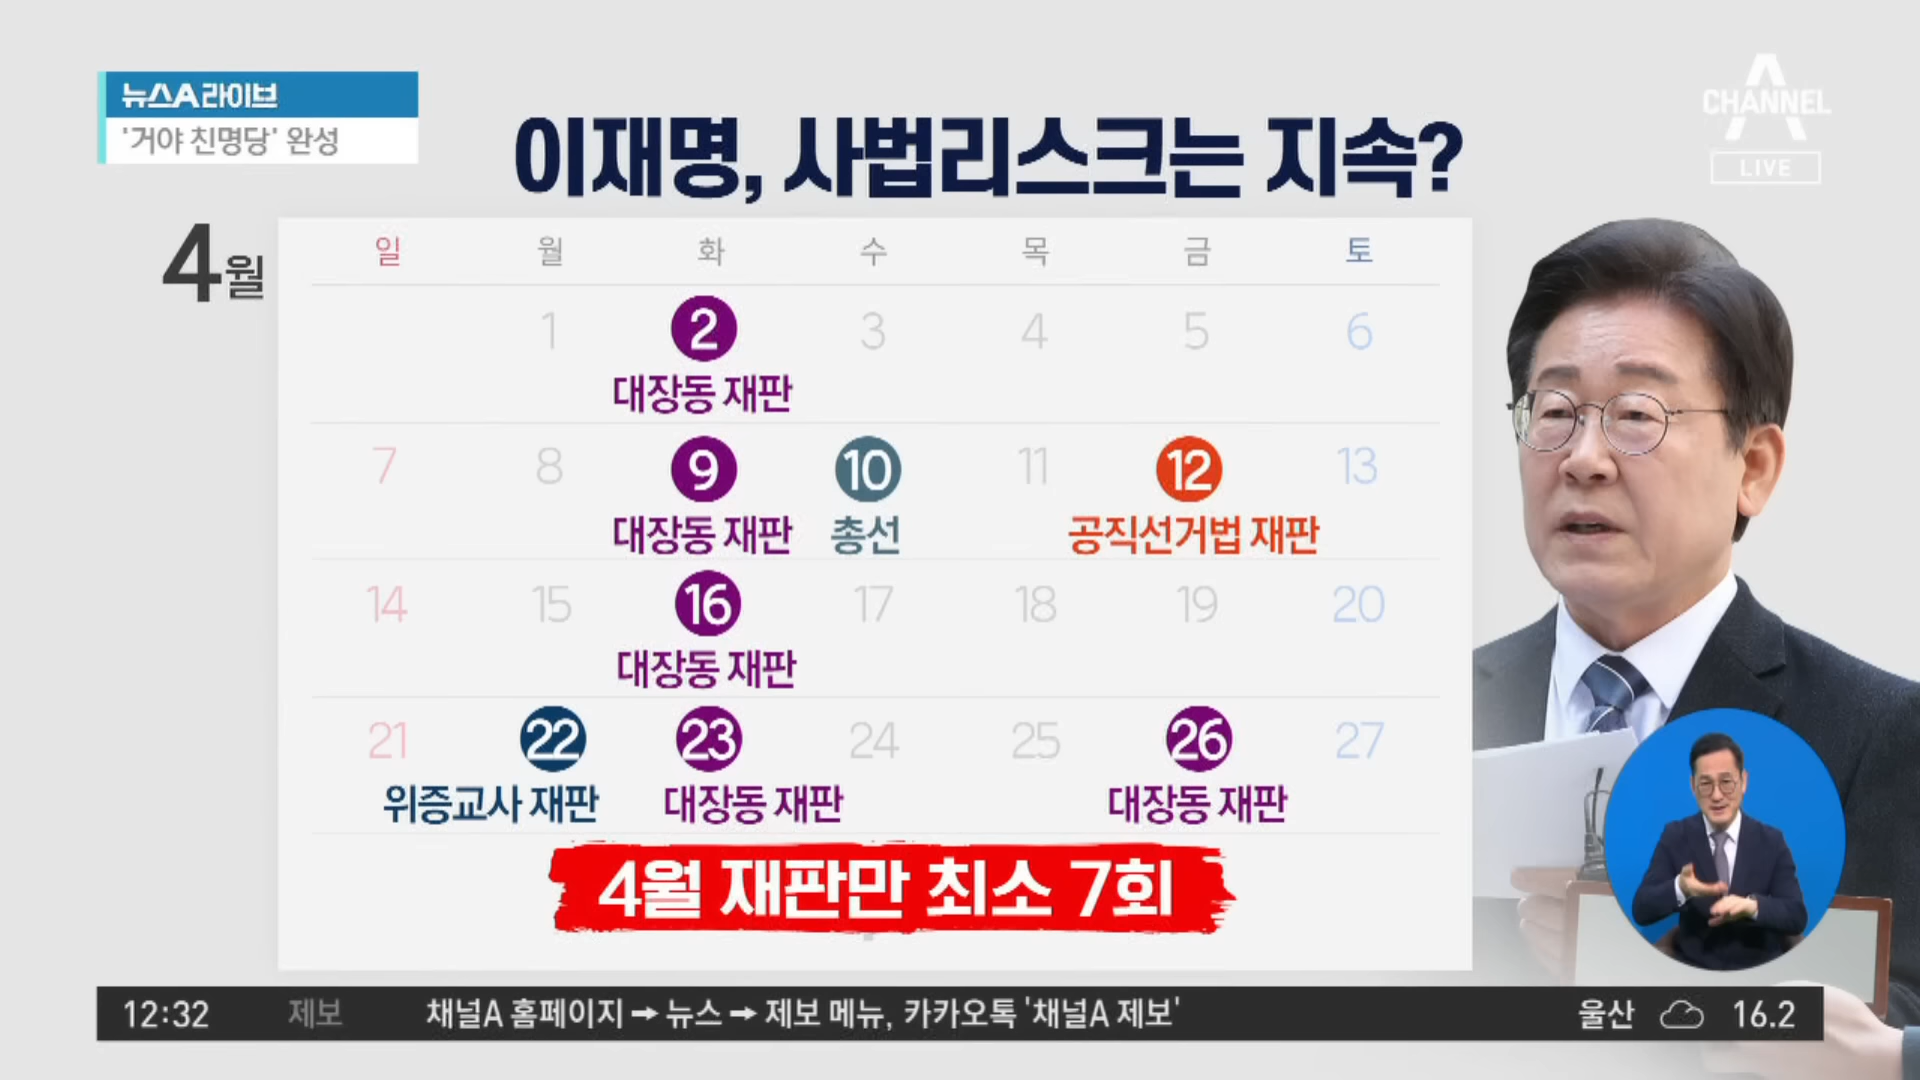 뉴스A라이브
'거야 친명당' 완성
이재명, 사법리스크는 지속?
CHANNEL A
LIVE
4월
일 월 화 수 목 금 토
1 2 3 4 5 6
대장동 재판
7 8 9 10 11 12 13
대장동 재판 총선 공직선거법 재판
14 15 16 17 18 19 20
대장동 재판
21 22 23 24 25 26 27
위증교사 재판 대장동 재판 대장동 재판
4월 재판만 최소 7회
12:32 제보 채널A 홈페이지 → 뉴스 → 제보 메뉴, 카카오톡 '채널A 제보' 울산 16.2